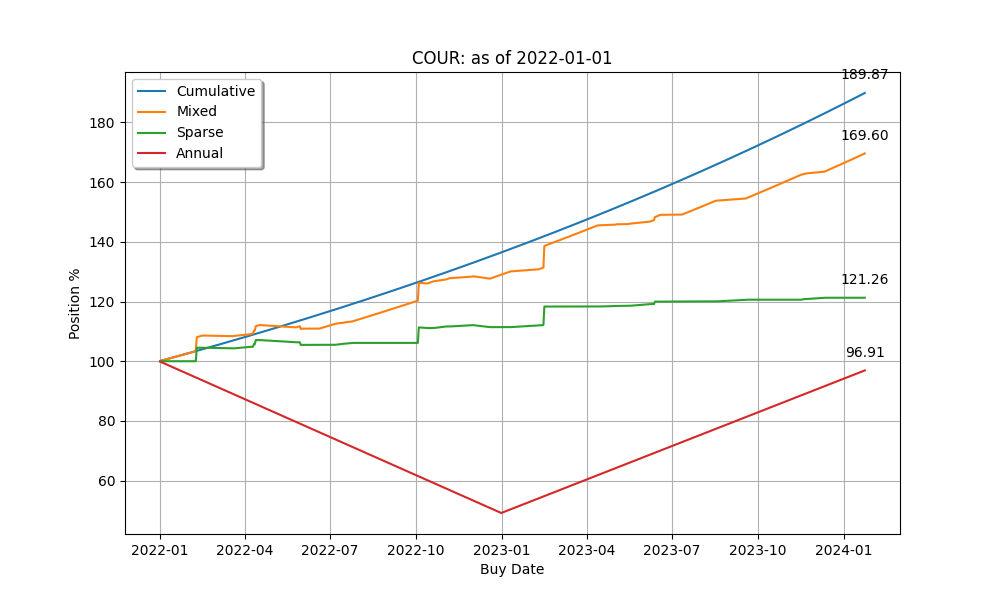 COUR: as of 2022-01-01
189.87
Cumulative
Mixed
Sparse
Annual
169.60
121.26
96.91
180
160
140
120
100
80
60
Position %
2022-01 2022-04 2022-07 2022-10 2023-01 2023-04 2023-07 2023-10 2024-01
Buy Date